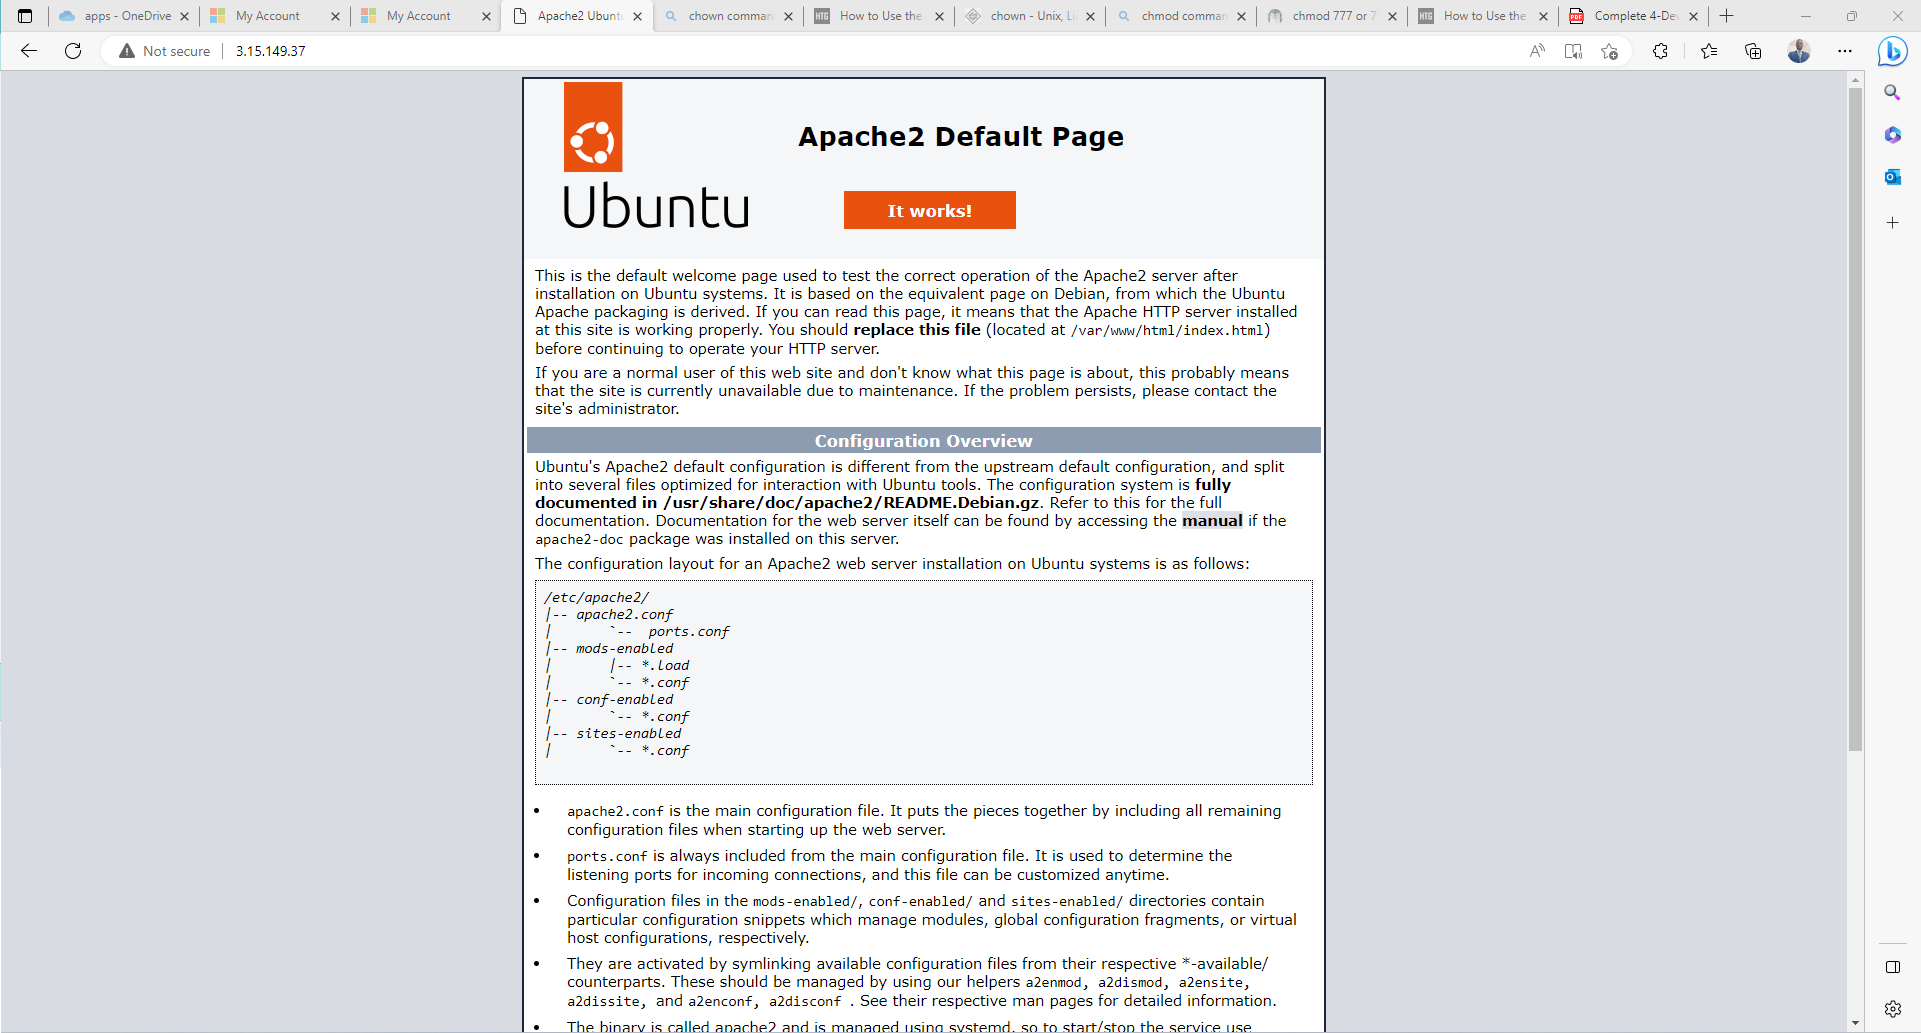 apps - OneDrive
My Account
My Account
Apache2 Ubunt
chown comman
How to Use the
chown - Unix, Li
chmod comman
chmod 777 or 7
How to Use the
Complete 4-De
Not secure
3.15.149.37
Apache2 Default Page
Ubuntu
It works!
This is the default welcome page used to test the correct operation of the Apache2 server after
installation on Ubuntu systems. It is based on the equivalent page on Debian, from which the Ubuntu
Apache packaging is derived. If you can read this page, it means that the Apache HTTP server installed
at this site is working properly. You should replace this file (located at /var/www/html/index.html)
before continuing to operate your HTTP server.
If you are a normal user of this web site and don't know what this page is about, this probably means
that the site is currently unavailable due to maintenance. If the problem persists, please contact the
site's administrator.
Configuration Overview
Ubuntu's Apache2 default configuration is different from the upstream default configuration, and split
into several files optimized for interaction with Ubuntu tools. The configuration system is fully
documented in /usr/share/doc/apache2/README.Debian.gz. Refer to this for the full
documentation. Documentation for the web server itself can be found by accessing the manual if the
apache2-doc package was installed on this server.
The configuration layout for an Apache2 web server installation on Ubuntu systems is as follows:
/etc/apache2/
|-- apache2.conf
|       `--  ports.conf
|-- mods-enabled
|       |-- *.load
|       `-- *.conf
|-- conf-enabled
|       `-- *.conf
|-- sites-enabled
|       `-- *.conf
• apache2.conf is the main configuration file. It puts the pieces together by including all remaining
configuration files when starting up the web server.
• ports.conf is always included from the main configuration file. It is used to determine the
listening ports for incoming connections, and this file can be customized anytime.
• Configuration files in the mods-enabled/, conf-enabled/ and sites-enabled/ directories contain
particular configuration snippets which manage modules, global configuration fragments, or virtual
host configurations, respectively.
• They are activated by symlinking available configuration files from their respective *-available/
counterparts. These should be managed by using our helpers a2enmod, a2dismod, a2ensite,
a2dissite, and a2enconf, a2disconf . See their respective man pages for detailed information.
• The binary is called apache2 and is managed using systemd, so to start/stop the service use